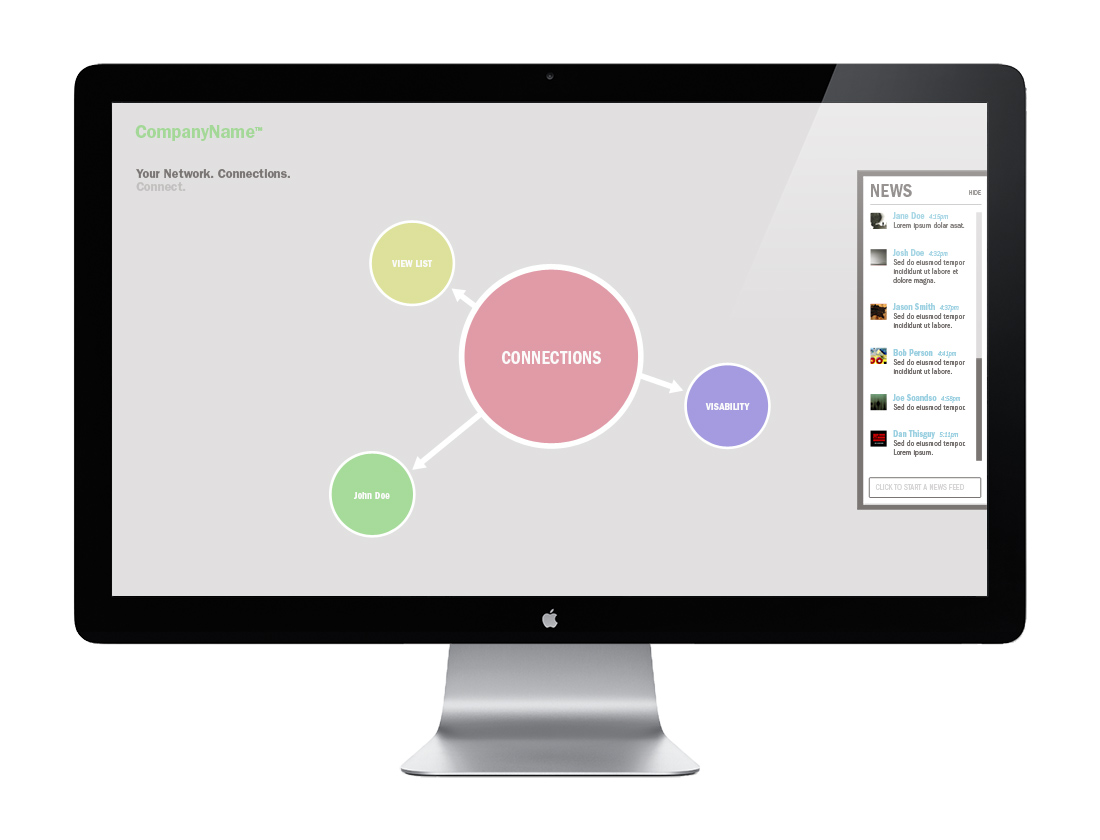 CompanyName™
Your Network. Connections.
Connect.
VIEW LIST
CONNECTIONS
VISABILITY
John Doe
NEWS
HIDE
Jane Doe 4:15pm
Lorem ipsum dolar asat.
Josh Doe 4:32pm
Sed do eiusmod tempor
incididunt ut labore et
dolore magna.
Jason Smith 4:37pm
Sed do eiusmod tempor
incididunt ut labore.
Bob Person 4:41pm
Sed do eiusmod tempor
incididunt ut labore.
Joe Soandso 4:58pm
Sed do eiusmod tempor
Dan Thisguy 5:11pm
Sed do eiusmod tempor
Lorem ipsum.
CLICK TO START A NEWS FEED